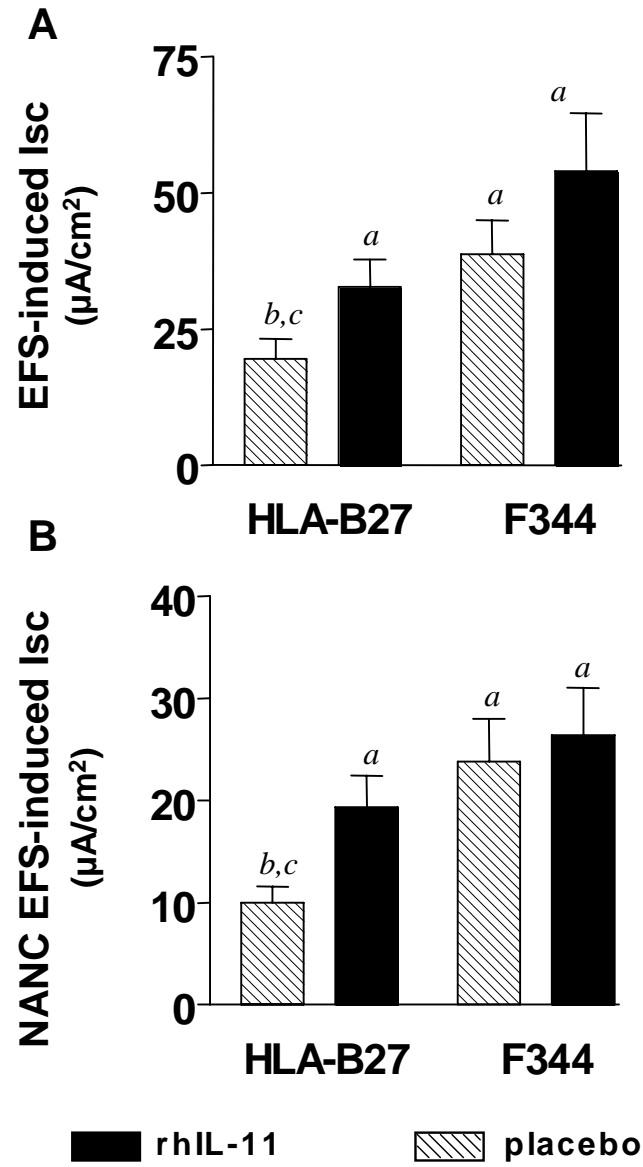 A
EFS-induced Isc
(µA/cm²)
75
50
25
0
b,c
a
a
a
HLA-B27 F344
B
NANC EFS-induced Isc
(µA/cm²)
40
30
20
10
0
b,c
a
a
a
HLA-B27 F344
rhIL-11 placebo